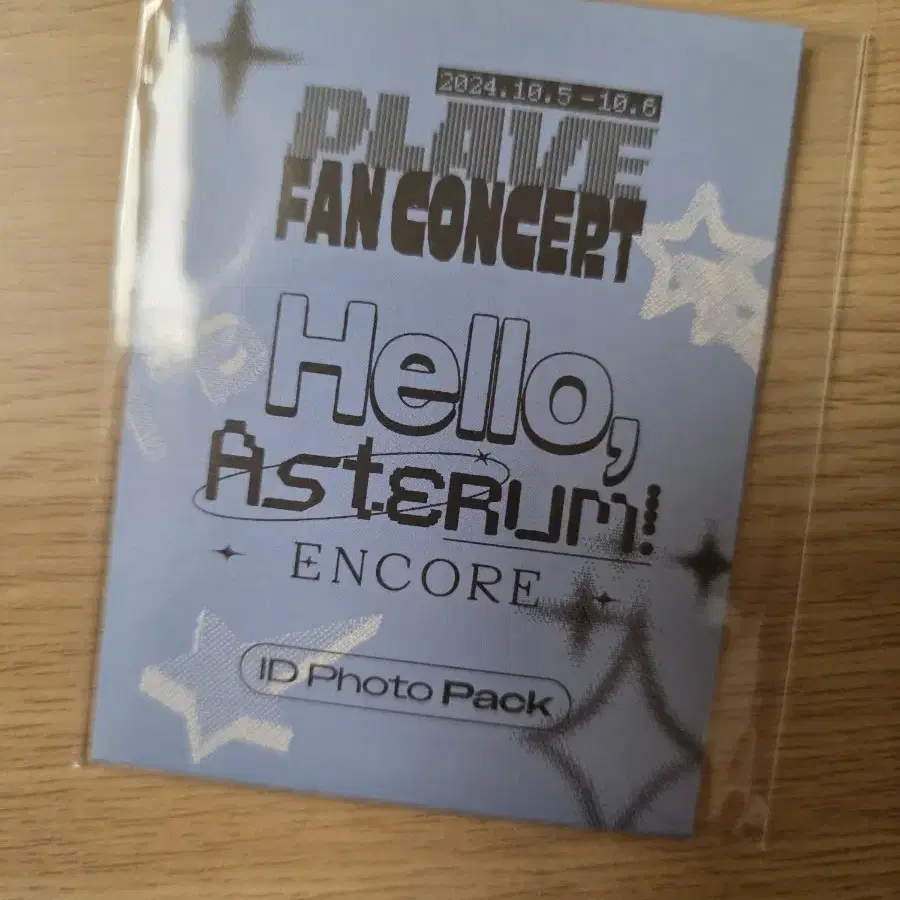 2024.10.5-10.6
PLAVE
FAN CONCERT
Hello,
Asterum!
ENCORE
ID Photo Pack